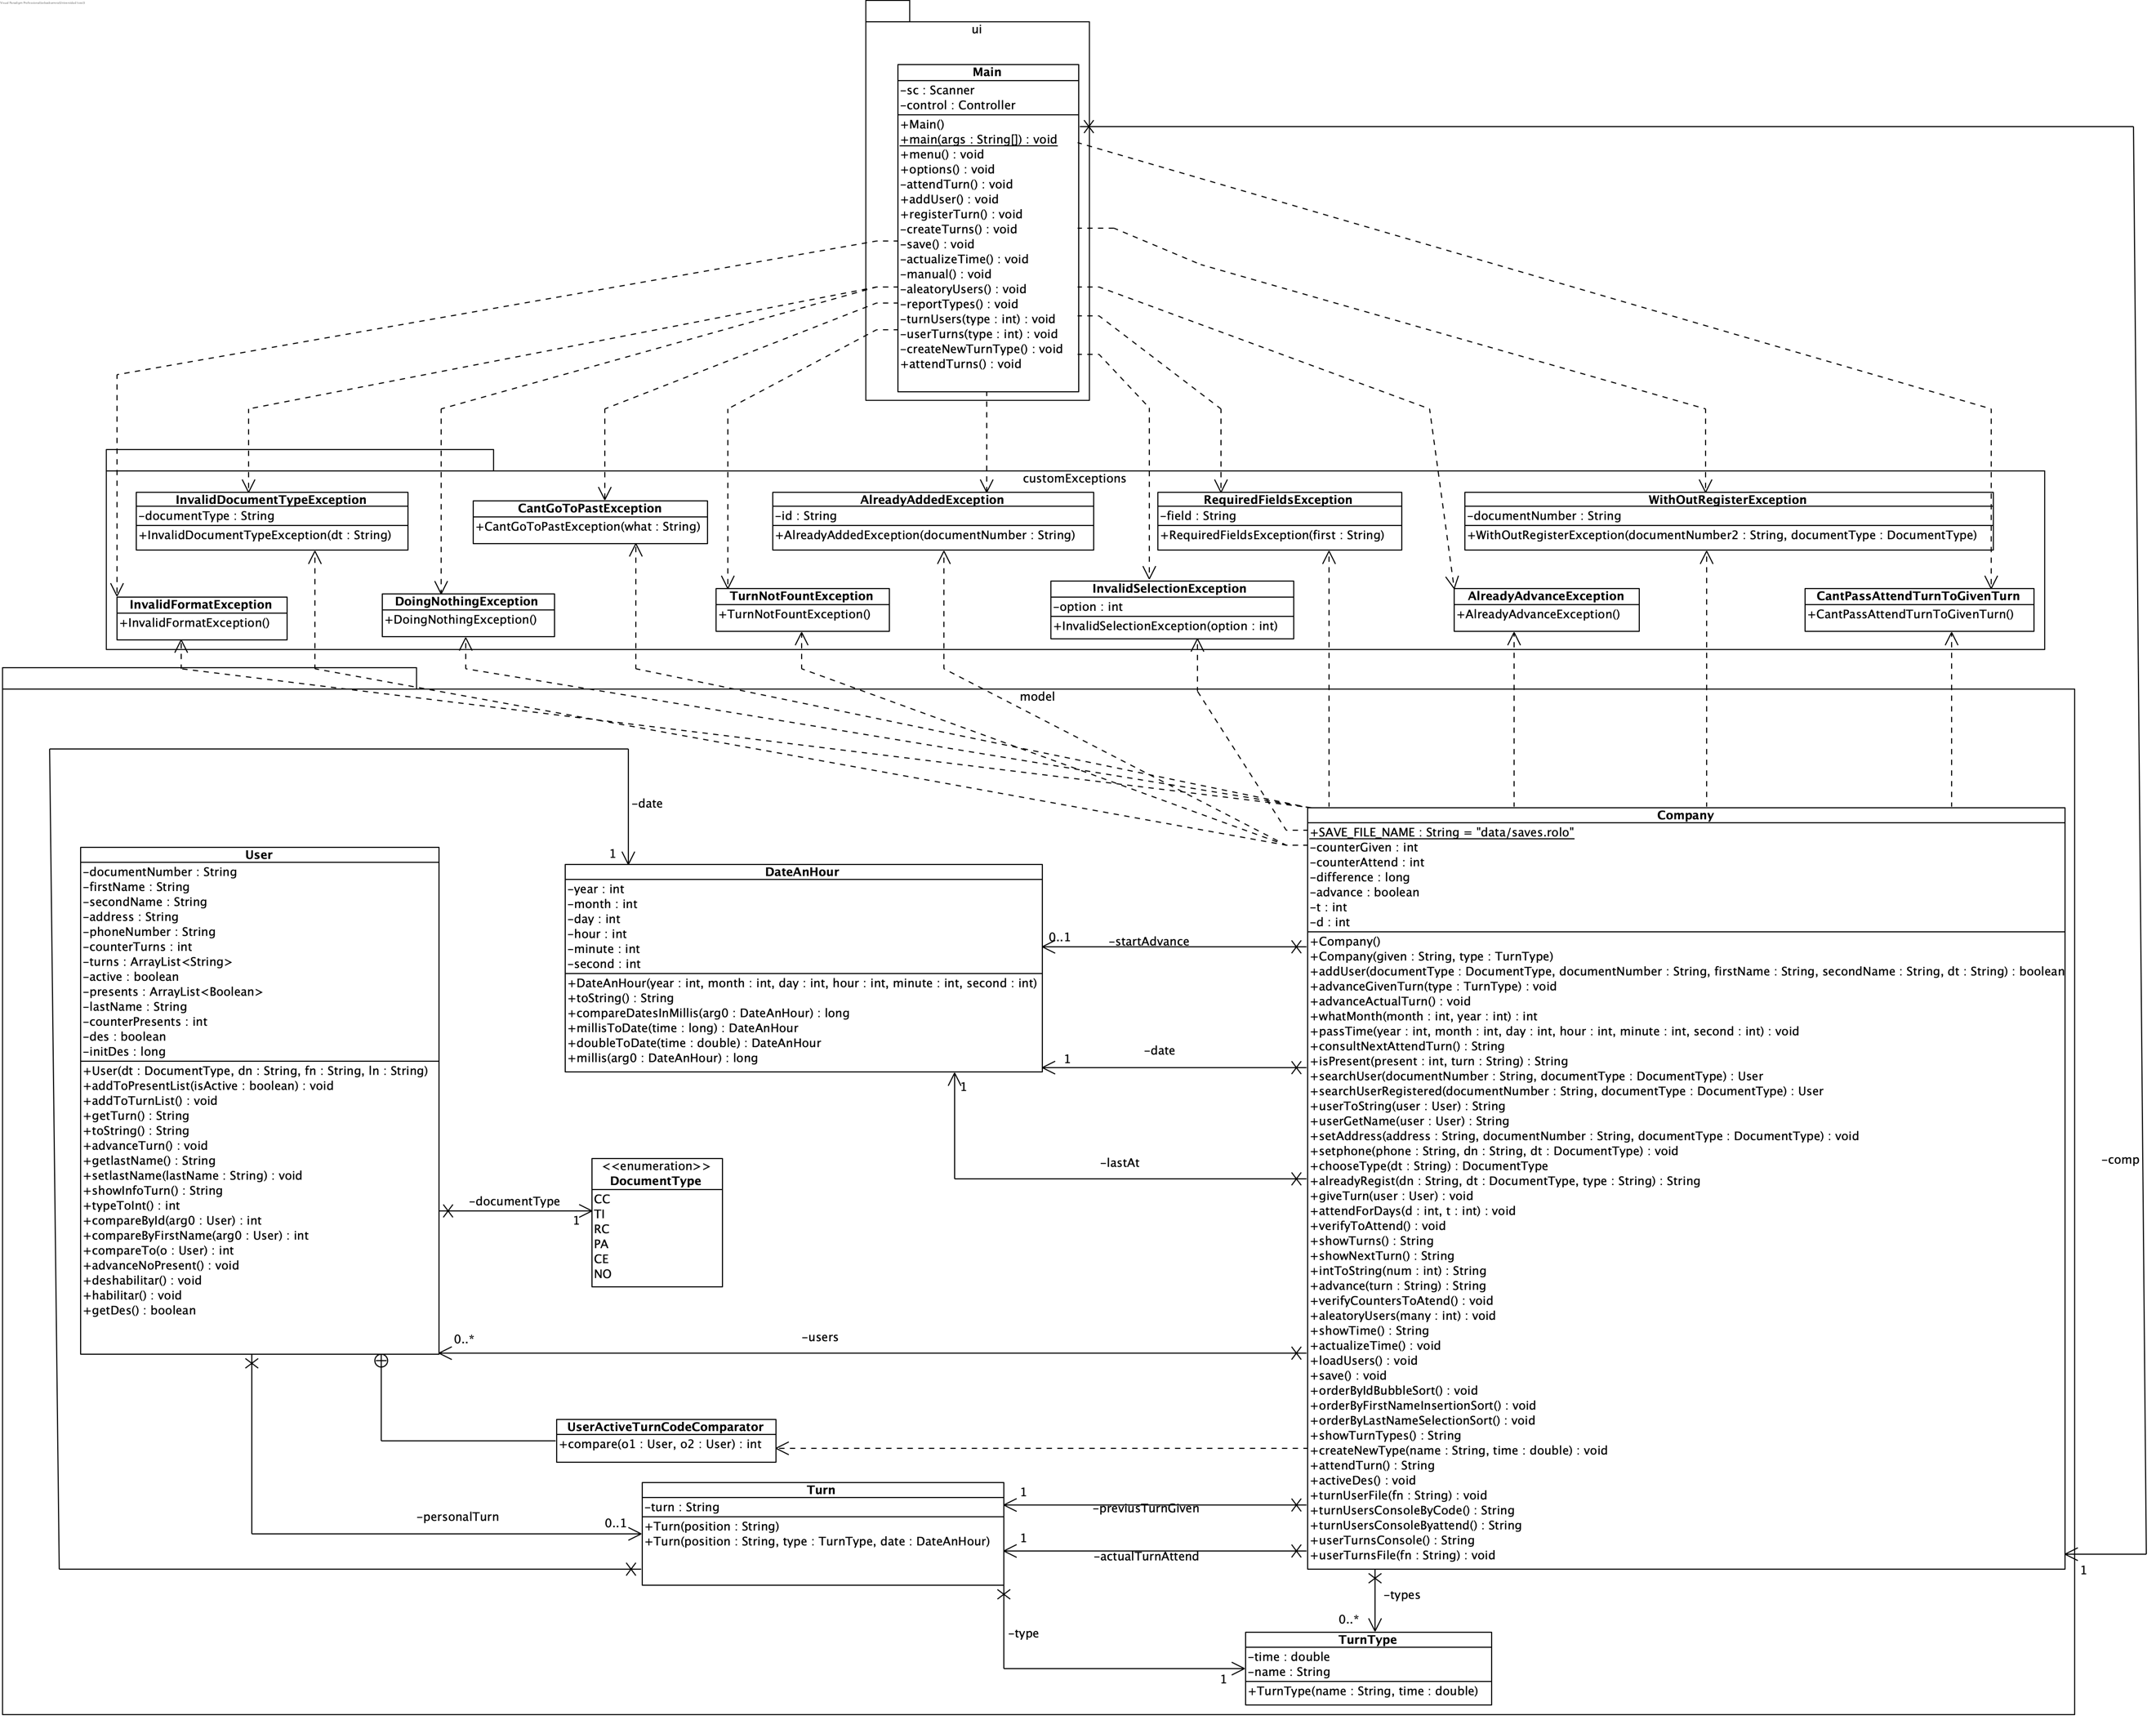 ui
Main
-sc : Scanner
-control : Controller
+Main()
+main(args : String[]) : void
+menu() : void
+options() : void
-attendTurn() : void
+addUser() : void
+registerTurn() : void
-createTurns() : void
-save() : void
-actualizeTime() : void
-manual() : void
-aleatoryUsers() : void
-reportTypes() : void
-turnUsers(type : int) : void
-userTurns(type : int) : void
-createNewTurnType() : void
+attendTurns() : void
customExceptions
InvalidDocumentTypeException
-documentType : String
+InvalidDocumentTypeException(dt : String)
CantGoToPastException
+CantGoToPastException(what : String)
AlreadyAddedException
-id : String
+AlreadyAddedException(documentNumber : String)
RequiredFieldsException
-field : String
+RequiredFieldsException(first : String)
WithOutRegisterException
-documentNumber : String
+WithOutRegisterException(documentNumber2 : String, documentType : DocumentType)
InvalidFormatException
+InvalidFormatException()
DoingNothingException
+DoingNothingException()
TurnNotFountException
+TurnNotFountException()
InvalidSelectionException
-option : int
+InvalidSelectionException(option : int)
AlreadyAdvanceException
+AlreadyAdvanceException()
CantPassAttendTurnToGivenTurn
+CantPassAttendTurnToGivenTurn()
model
-date
1
User
-documentNumber : String
-firstName : String
-secondName : String
-address : String
-phoneNumber : String
-counterTurns : int
-turns : ArrayList<String>
-active : boolean
-presents : ArrayList<Boolean>
-lastName : String
-counterPresents : int
-des : boolean
-initDes : long
+User(dt : DocumentType, dn : String, fn : String, ln : String)
+addToPresentList(isActive : boolean) : void
+addToTurnList() : void
+getTurn() : String
+toString() : String
+advanceTurn() : void
+getlastName() : String
+setlastName(lastName : String) : void
+showInfoTurn() : String
+typeToInt() : int
+compareById(arg0 : User) : int
+compareByFirstName(arg0 : User) : int
+compareTo(o : User) : int
+advanceNoPresent() : void
+deshabilitar() : void
+habilitar() : void
+getDes() : boolean
DateAnHour
-year : int
-month : int
-day : int
-hour : int
-minute : int
-second : int
+DateAnHour(year : int, month : int, day : int, hour : int, minute : int, second : int)
+toString() : String
+compareDatesInMillis(arg0 : DateAnHour) : long
+millisToDate(time : long) : DateAnHour
+doubleToDate(time : double) : DateAnHour
+millis(arg0 : DateAnHour) : long
0..1
-startAdvance
1
-date
1
-lastAt
<<enumeration>>
DocumentType
CC
TI
RC
PA
CE
NO
-documentType
1
0..*
-users
Company
+SAVE_FILE_NAME : String = "data/saves.rolo"
-counterGiven : int
-counterAttend : int
-difference : long
-advance : boolean
-t : int
-d : int
+Company()
+Company(given : String, type : TurnType)
+addUser(documentType : DocumentType, documentNumber : String, firstName : String, secondName : String, dt : String) : boolean
+advanceGivenTurn(type : TurnType) : void
+advanceActualTurn() : void
+whatMonth(month : int, year : int) : int
+passTime(year : int, month : int, day : int, hour : int, minute : int, second : int) : void
+consultNextAttendTurn() : String
+isPresent(present : int, turn : String) : String
+searchUser(documentNumber : String, documentType : DocumentType) : User
+searchUserRegistered(documentNumber : String, documentType : DocumentType) : User
+userToString(user : User) : String
+userGetName(user : User) : String
+setAddress(address : String, documentNumber : String, documentType : DocumentType) : void
+setphone(phone : String, dn : String, dt : DocumentType) : void
+chooseType(dt : String) : DocumentType
+alreadyRegist(dn : String, dt : DocumentType, type : String) : String
+giveTurn(user : User) : void
+attendForDays(d : int, t : int) : void
+verifyToAttend() : void
+showTurns() : String
+showNextTurn() : String
+intToString(num : int) : String
+advance(turn : String) : String
+verifyCountersToAtend() : void
+aleatoryUsers(many : int) : void
+showTime() : String
+actualizeTime() : void
+loadUsers() : void
+save() : void
+orderByIdBubbleSort() : void
+orderByFirstNameInsertionSort() : void
+orderByLastNameSelectionSort() : void
+showTurnTypes() : String
+createNewType(name : String, time : double) : void
+attendTurn() : String
+activeDes() : void
+turnUserFile(fn : String) : void
+turnUsersConsoleByCode() : String
+turnUsersConsoleByattend() : String
+userTurnsConsole() : String
+userTurnsFile(fn : String) : void
-comp
1
UserActiveTurnCodeComparator
+compare(o1 : User, o2 : User) : int
Turn
-turn : String
+Turn(position : String)
+Turn(position : String, type : TurnType, date : DateAnHour)
-personalTurn
0..1
1
-previusTurnGiven
1
-actualTurnAttend
-types
0..*
-type
1
TurnType
-time : double
-name : String
+TurnType(name : String, time : double)